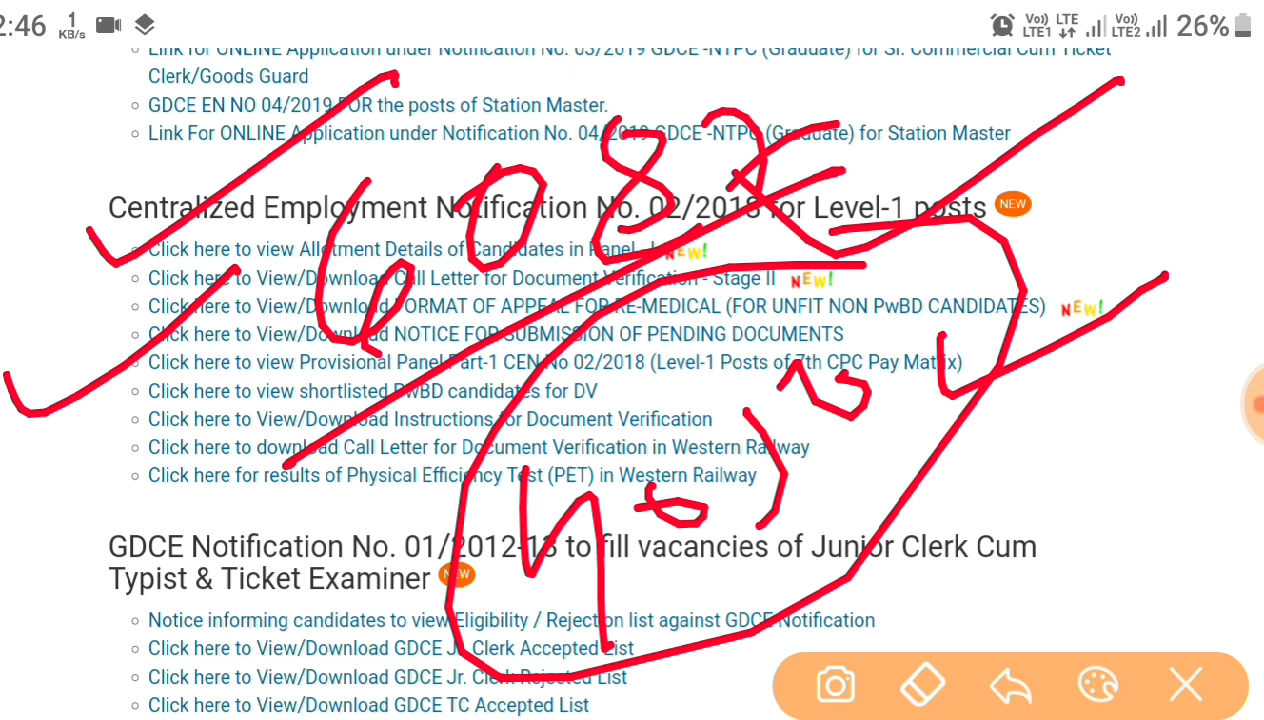 2:46 1 KB/s Vo)) LTE LTE1 Vo)) LTE2 26%
Link for ONLINE Application under Notification No. 03/2019 GDCE -NTPC (Graduate) for Sr. Commercial Cum Ticket
Clerk/Goods Guard
GDCE EN NO 04/2019 FOR the posts of Station Master.
Link For ONLINE Application under Notification No. 04/2019 GDCE -NTPC (Graduate) for Station Master
Centralized Employment Notification No. 02/2018 for Level-1 posts NEW
Click here to view Allotment Details of Candidates in Panel - I NEW!
Click here to View/Download Call Letter for Document Verification - Stage II NEW!
Click here to View/Download FORMAT OF APPEAL FOR RE-MEDICAL (FOR UNFIT NON PwBD CANDIDATES) NEW!
Click here to View/Download NOTICE FOR SUBMISSION OF PENDING DOCUMENTS
Click here to view Provisional Panel Part-1 CEN No 02/2018 (Level-1 Posts of 7th CPC Pay Matrix)
Click here to view shortlisted PwBD candidates for DV
Click here to View/Download Instructions for Document Verification
Click here to download Call Letter for Document Verification in Western Railway
Click here for results of Physical Efficiency Test (PET) in Western Railway
GDCE Notification No. 01/2012-13 to fill vacancies of Junior Clerk Cum
Typist & Ticket Examiner NEW
Notice informing candidates to view Eligibility / Rejection list against GDCE Notification
Click here to View/Download GDCE Jr. Clerk Accepted List
Click here to View/Download GDCE Jr. Clerk Rejected List
Click here to View/Download GDCE TC Accepted List